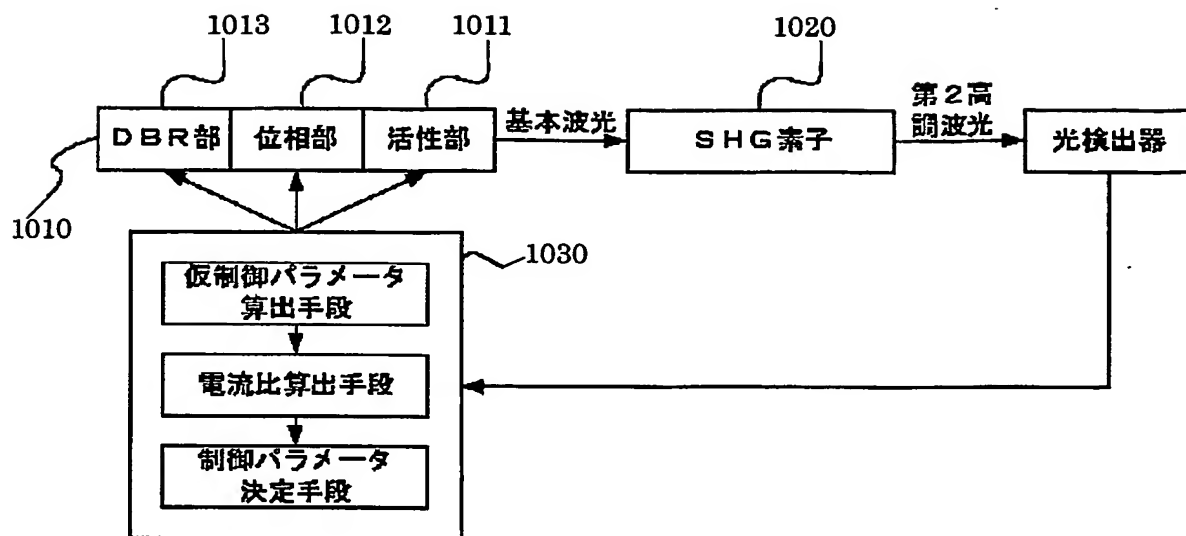 1013
1012
1011
1020
DBR部
位相部
活性部
基本波光
SHG素子
第2高
調波光
光検出器
1010
1030
仮制御パラメータ
算出手段
電流比算出手段
制御パラメータ
決定手段